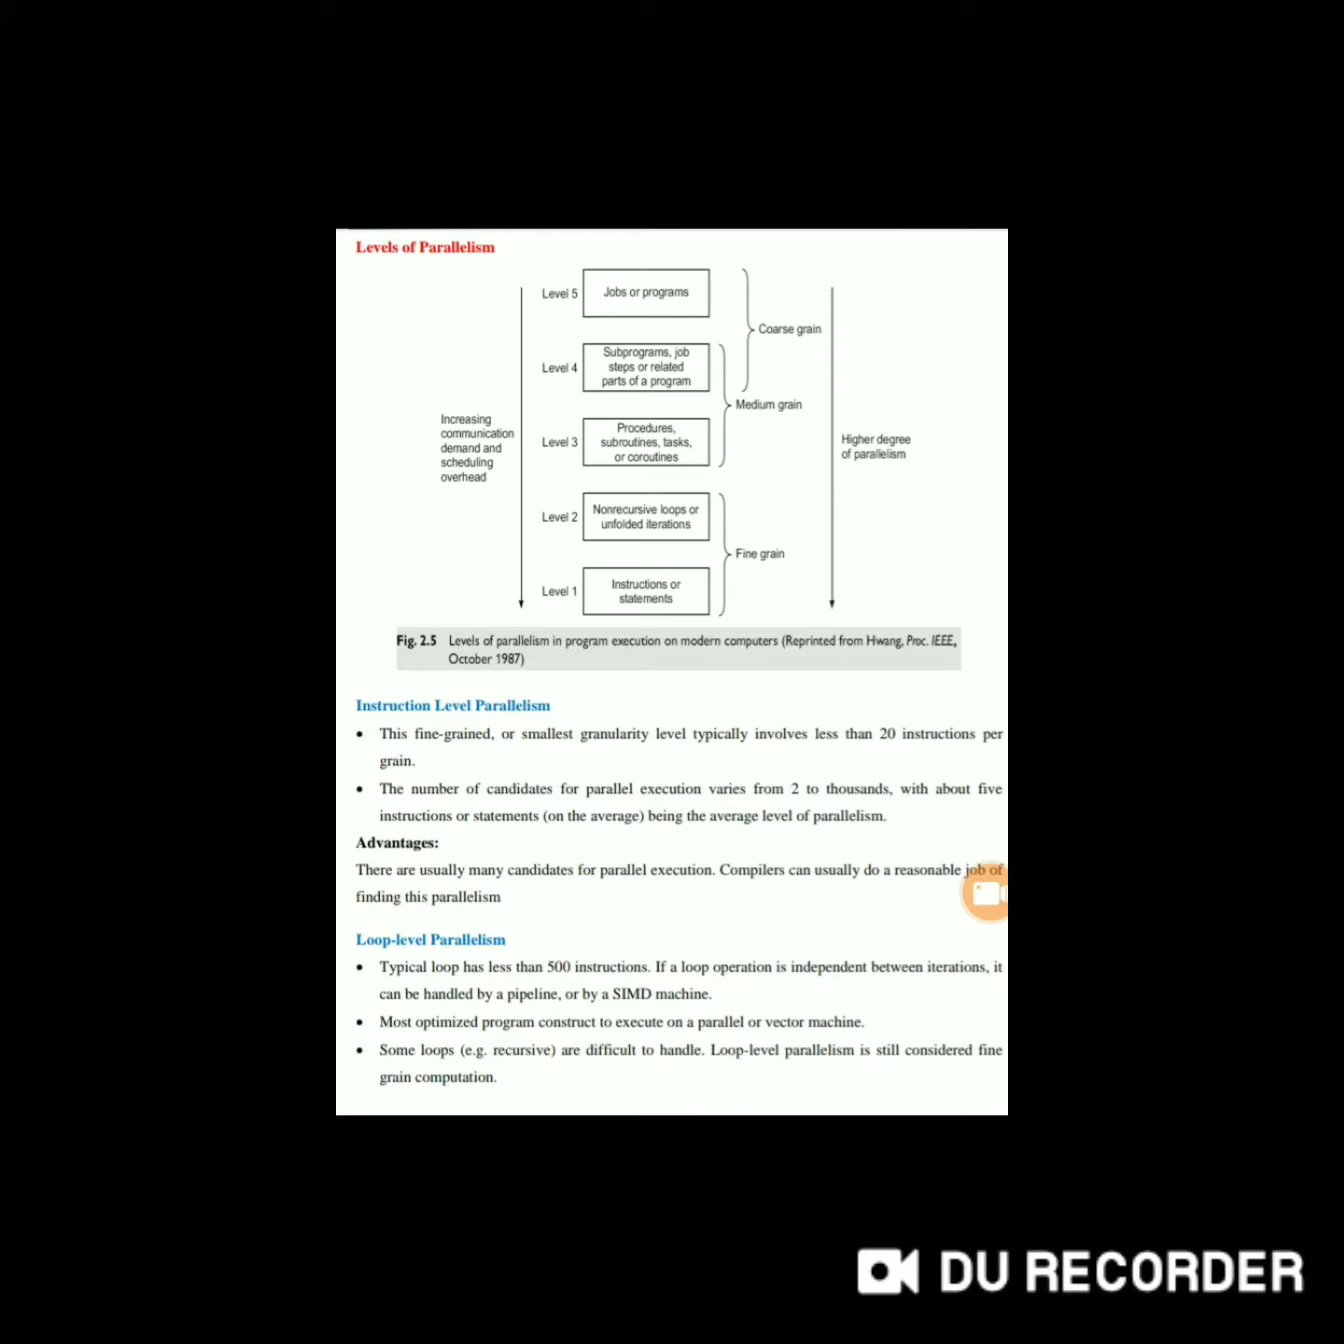 Levels of Parallelism
Level 5
Jobs or programs
Coarse grain
Level 4
Subprograms, job
steps or related
parts of a program
Medium grain
Increasing
communication
demand and
scheduling
overhead
Level 3
Procedures,
subroutines, tasks,
or coroutines
Higher degree
of parallelism
Level 2
Nonrecursive loops or
unfolded iterations
Fine grain
Level 1
Instructions or
statements
Fig. 2.5 Levels of parallelism in program execution on modern computers (Reprinted from Hwang, Proc. IEEE,
October 1987)
Instruction Level Parallelism
• This fine-grained, or smallest granularity level typically involves less than 20 instructions per
grain.
• The number of candidates for parallel execution varies from 2 to thousands, with about five
instructions or statements (on the average) being the average level of parallelism.
Advantages:
There are usually many candidates for parallel execution. Compilers can usually do a reasonable job of
finding this parallelism
Loop-level Parallelism
• Typical loop has less than 500 instructions. If a loop operation is independent between iterations, it
can be handled by a pipeline, or by a SIMD machine.
• Most optimized program construct to execute on a parallel or vector machine.
• Some loops (e.g. recursive) are difficult to handle. Loop-level parallelism is still considered fine
grain computation.
DU RECORDER